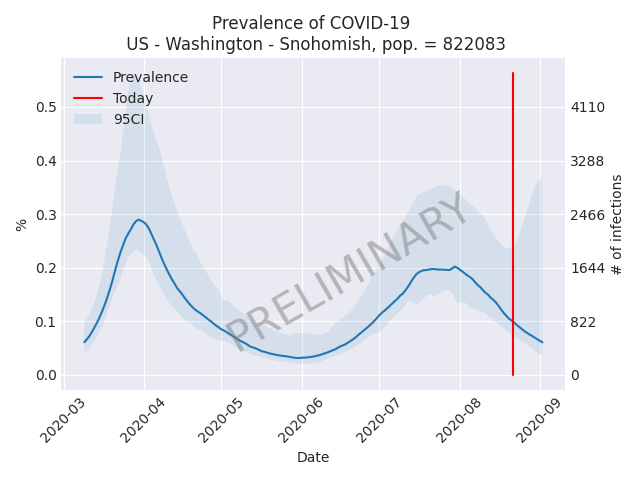 Prevalence of COVID-19
US - Washington - Snohomish, pop. = 822083
Prevalence
Today
95CI
PRELIMINARY
0.5
0.4
0.3
0.2
0.1
0.0
%
4110
3288
2466
1644
822
0
# of infections
2020-03
2020-04
2020-05
2020-06
2020-07
2020-08
2020-09
Date